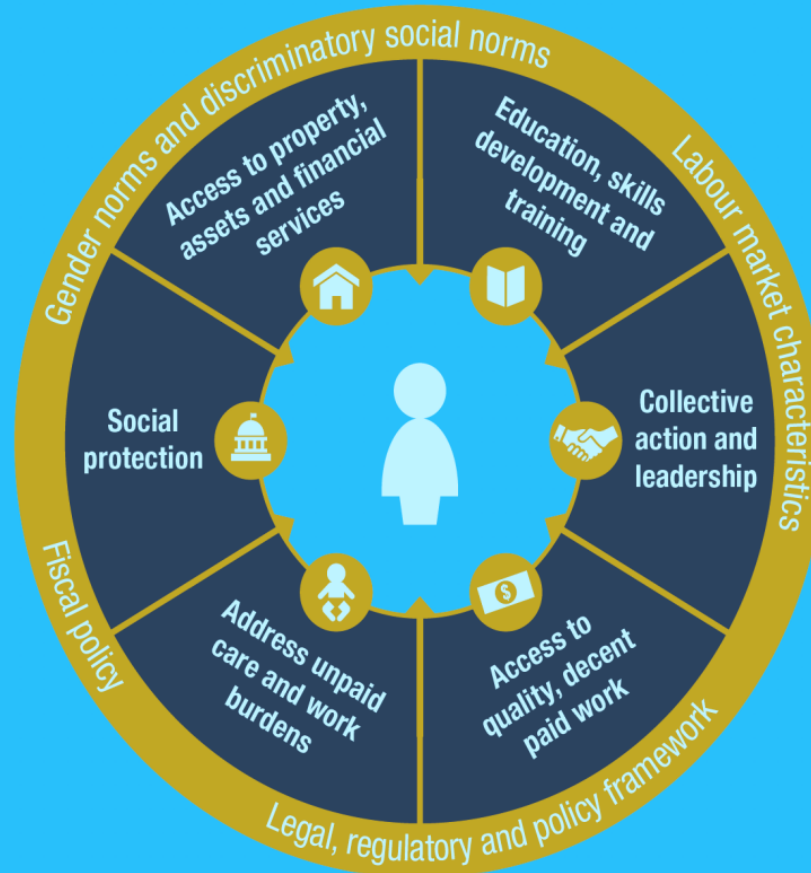 Gender norms and discriminatory social norms
Labour market characteristics
Legal, regulatory and policy framework
Fiscal policy
Access to property,
assets and financial
services
Education, skills
development and
training
Collective
action and
leadership
Access to
quality, decent
paid work
$
Address unpaid
care and work
burdens
Social
protection